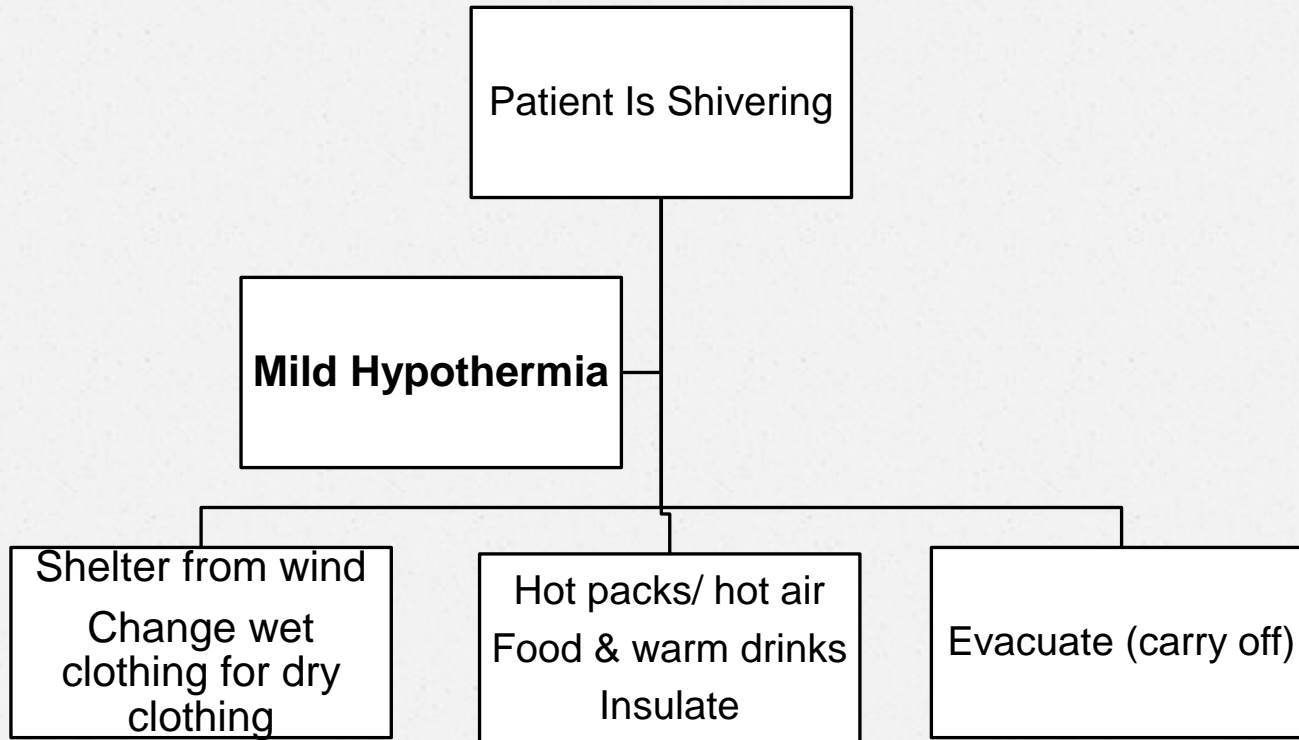 Patient Is Shivering
Mild Hypothermia
Shelter from wind
Change wet
clothing for dry
clothing
Hot packs/ hot air
Food & warm drinks
Insulate
Evacuate (carry off)